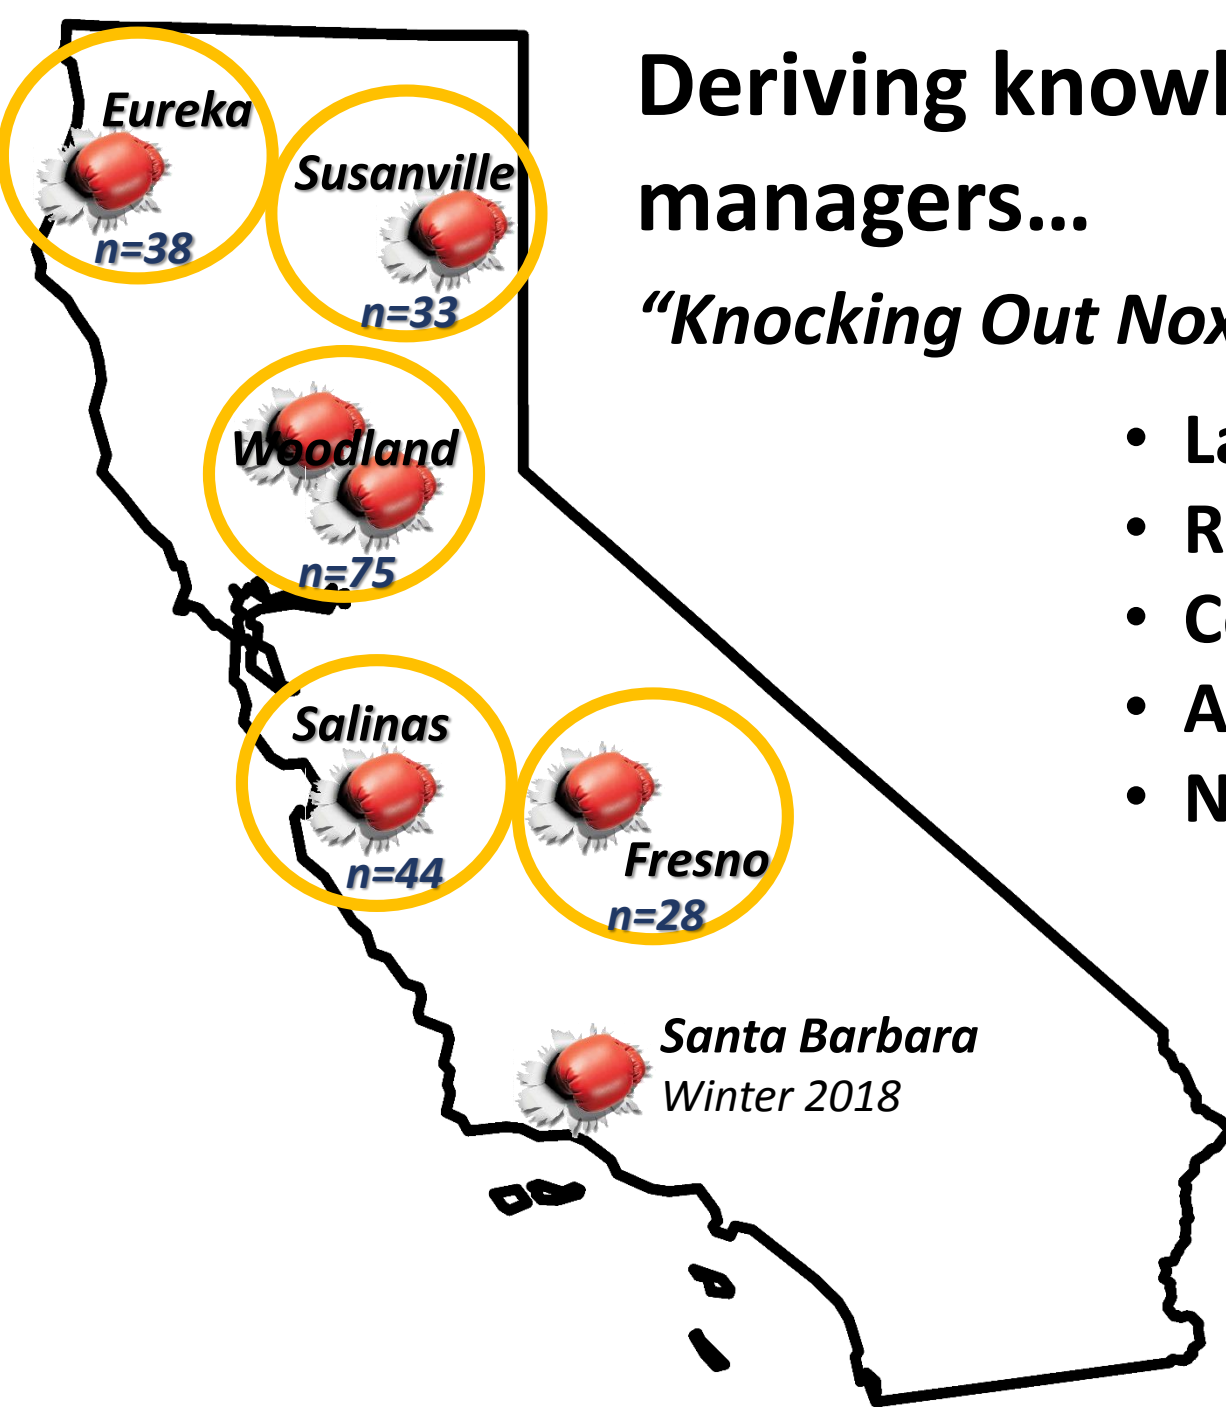 Deriving knowl
managers…
“Knocking Out Nox
• La
• R
• C
• A
• N
Eureka
n=38
Susanville
n=33
Woodland
n=75
Salinas
n=44
Fresno
n=28
Santa Barbara
Winter 2018